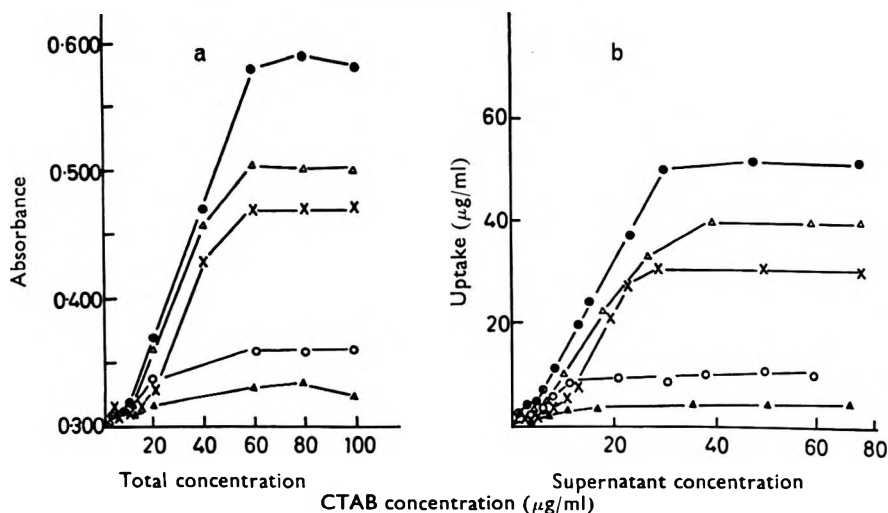 a
b
Absorbance
0·600
0·500
0·400
0·300
20 40 60 80 100
Total concentration
Uptake (μg/ml)
60
40
20
20 40 60 80
Supernatant concentration
CTAB concentration (μg/ml)